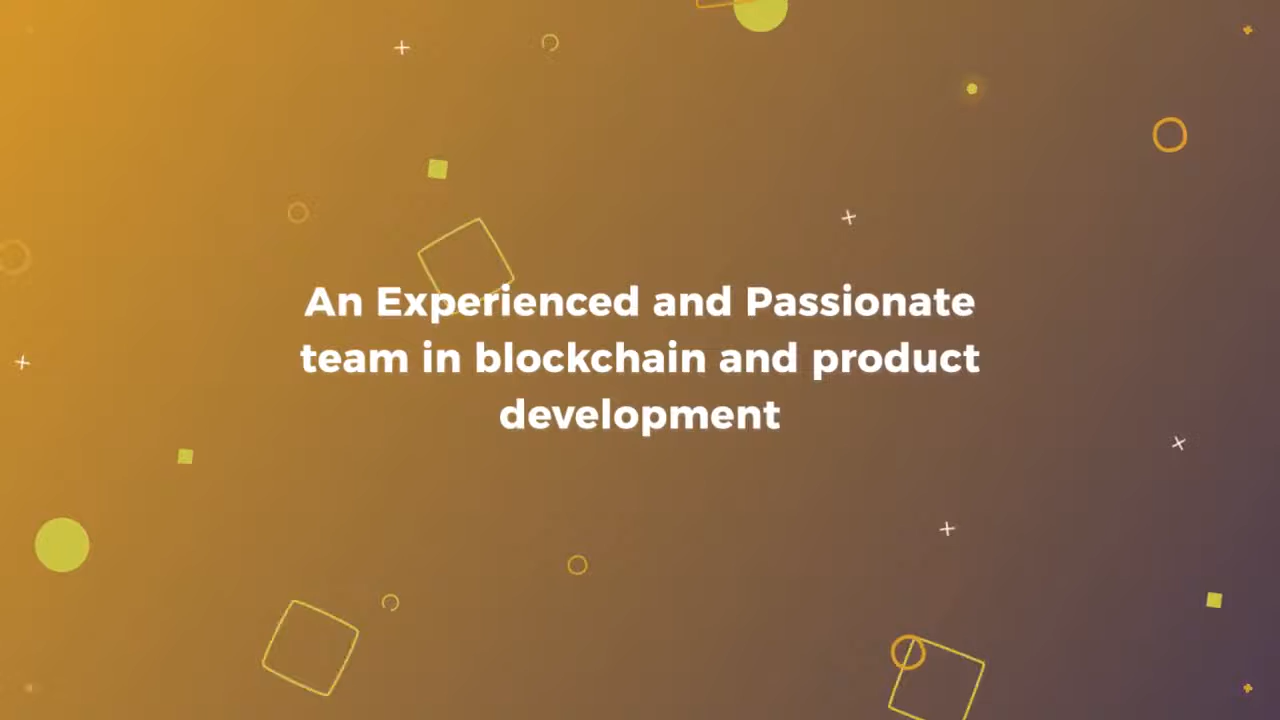 An Experienced and Passionate
team in blockchain and product
development